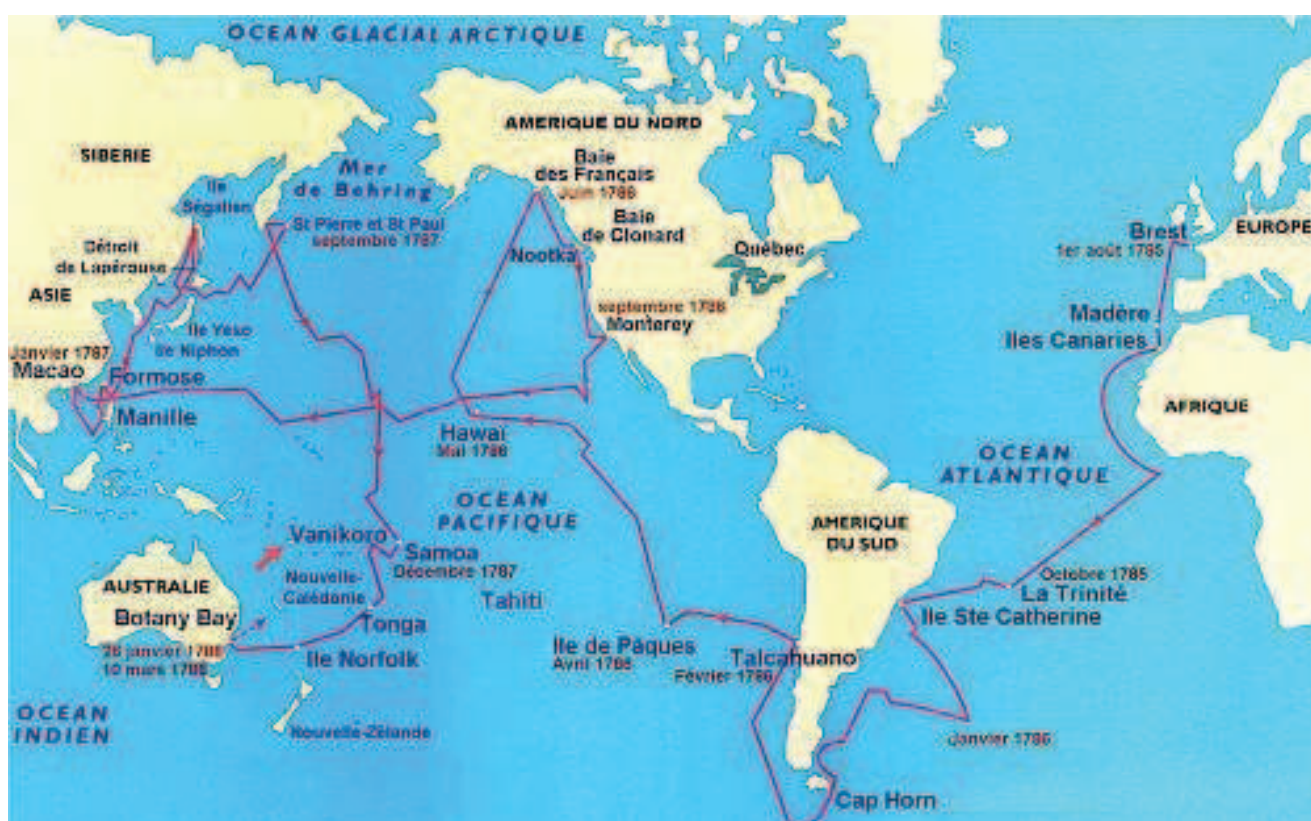 OCEAN GLACIAL ARCTIQUE
AMERIQUE DU NORD
SIBERIE
Mer
de Bohring
Ile
Ségalien
Baie
des Français
Juin 1786
St Pierre et St Paul
septembre 1787
Baie
de Clonard
Brest
1er août 1785
EUROPE
Détroit
de Lapérouse
Nootka
Québec
ASIE
septembre 1786
Monterey
Madère
Iles Canaries
Ile Yeso
Ile Niphon
Janvier 1787
Macao
Formose
Manille
AFRIQUE
Hawaï
Mai 1786
OCEAN
ATLANTIQUE
OCEAN
PACIFIQUE
AMERIQUE
DU SUD
Vanikoro
Samoa
Décembre 1787
AUSTRALIE
Nouvelle-
Calédonie
Tahiti
Octobre 1785
La Trinité
Botany Bay
Tonga
Ile Ste Catherine
26 janvier 1788
10 mars 1788
Ile Norfolk
Ile de Pâques
Avril 1786
Talcahuano
Février 1786
OCEAN
INDIEN
Nouvelle-Zélande
Janvier 1786
Cap Horn